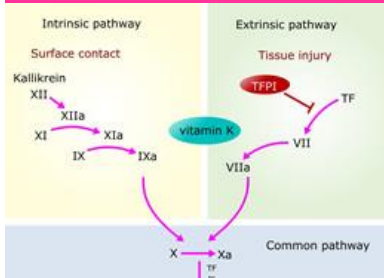 Intrinsic pathway
Surface contact
Kallikrein
XII
XIIa
XI
XIa
IX
IXa
Extrinsic pathway
Tissue injury
TFPI
TF
VII
VIIa
vitamin K
Common pathway
X
Xa
TF